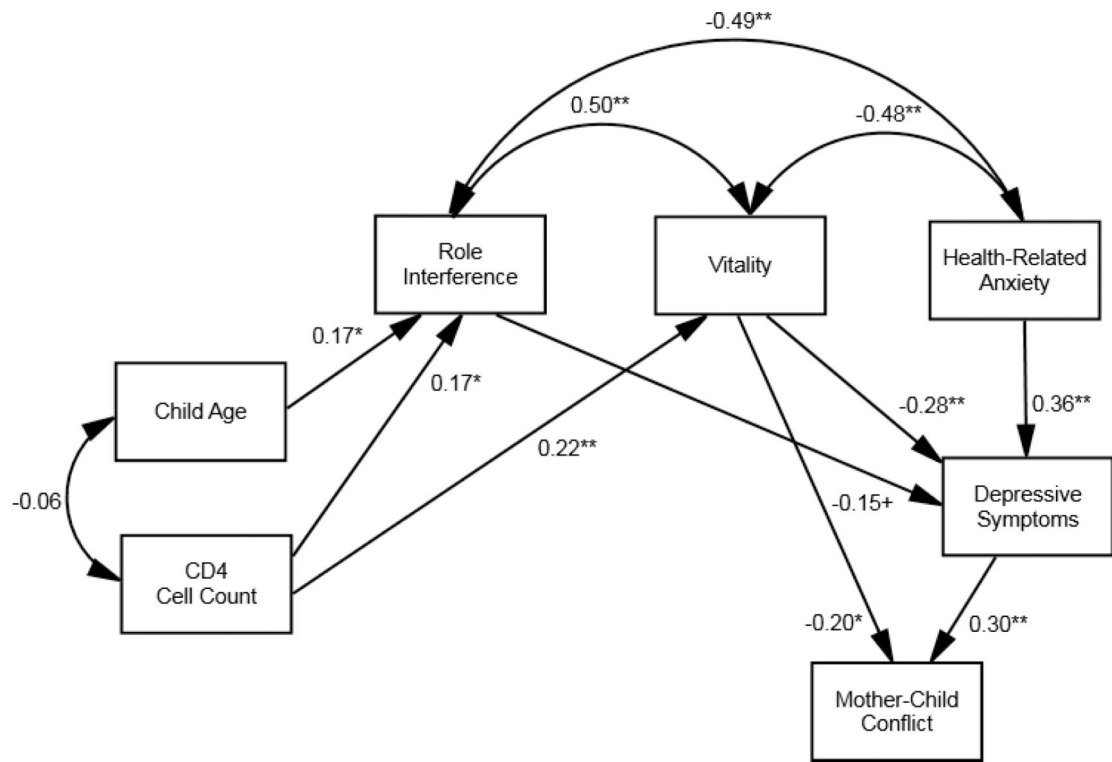 -0.49**
0.50**
-0.48**
Role
Interference
Vitality
Health-Related
Anxiety
0.17*
0.17*
Child Age
0.22**
-0.28**
0.36**
-0.06
-0.15+
Depressive
Symptoms
CD4
Cell Count
-0.20*
0.30**
Mother-Child
Conflict